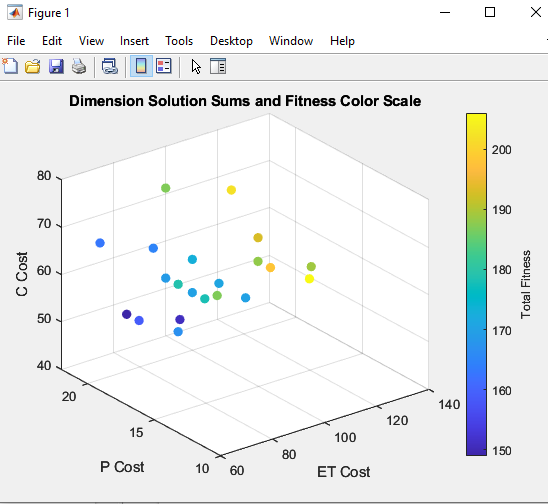 Figure 1
File Edit View Insert Tools Desktop Window Help
Dimension Solution Sums and Fitness Color Scale
80
70
60
50
40
C Cost
20
15
10
P Cost
60
80
100
120
140
ET Cost
200
190
180
170
160
150
Total Fitness